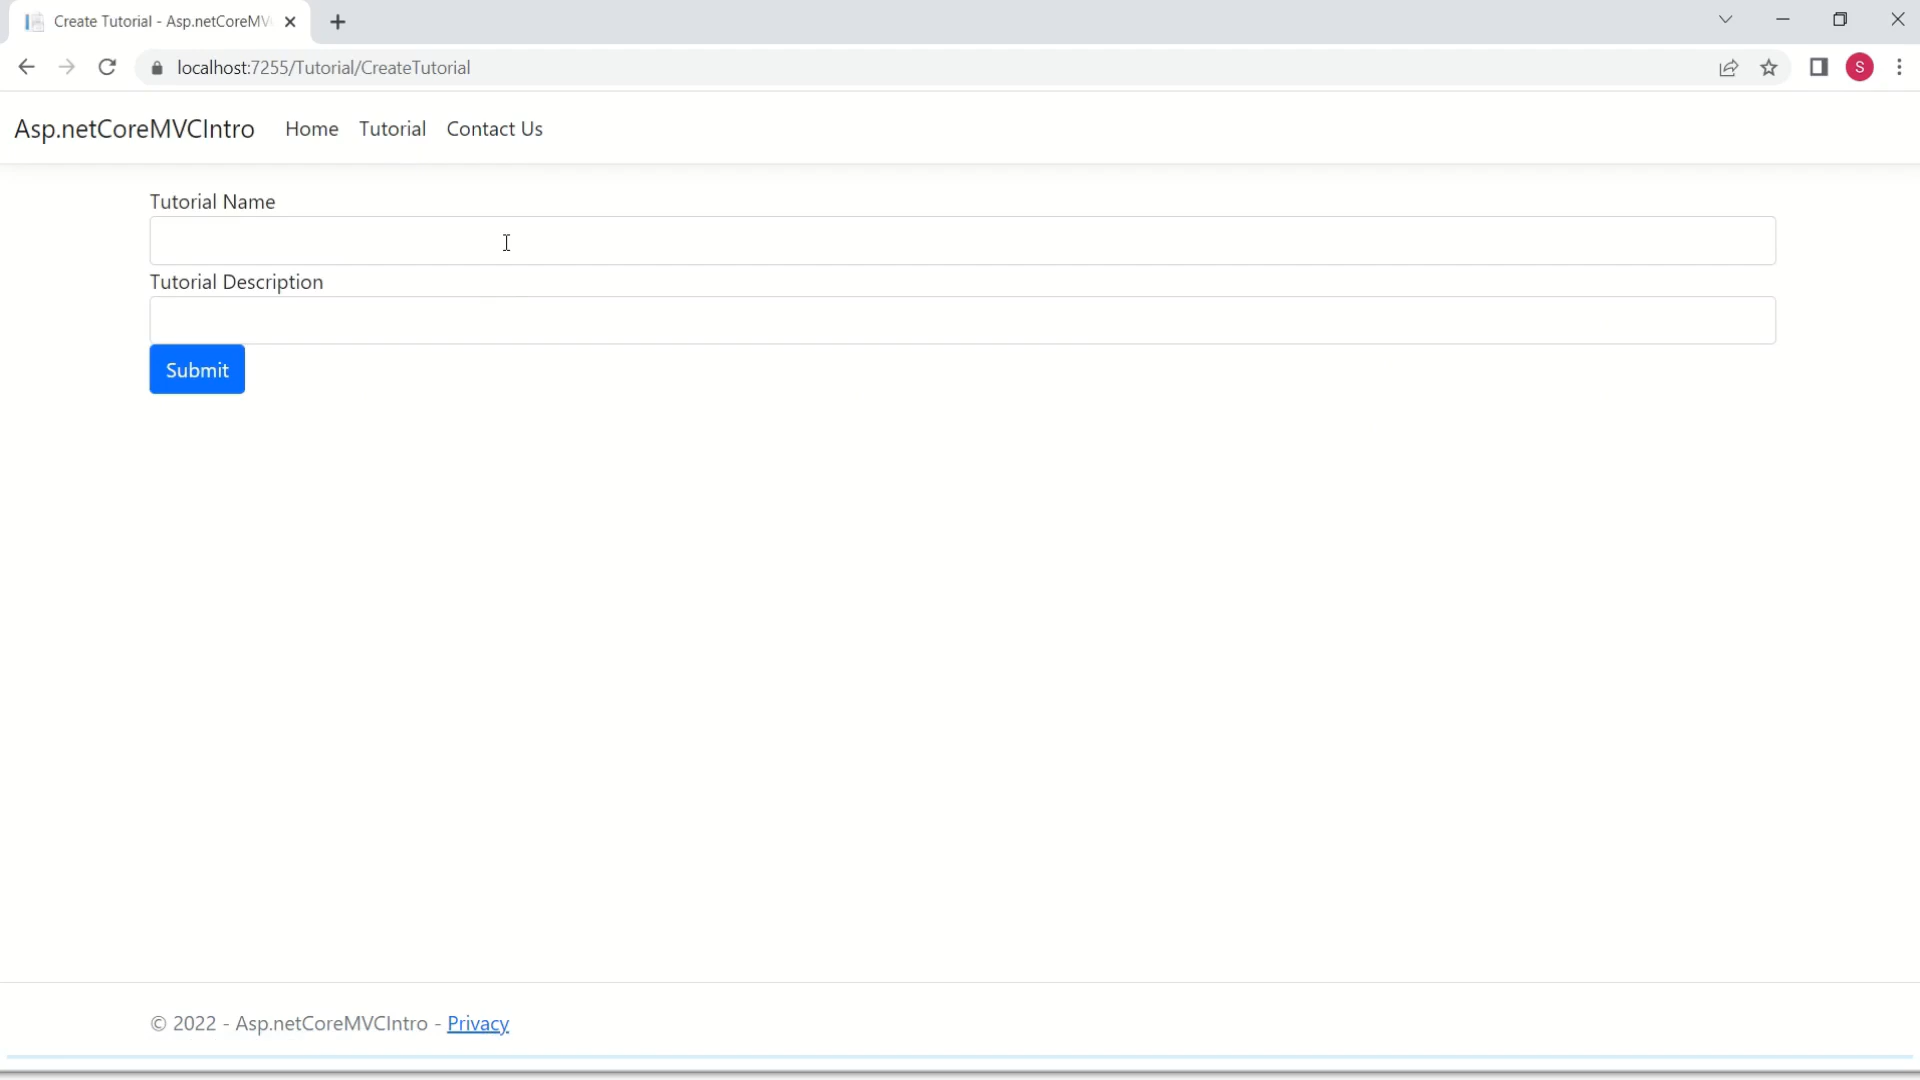 Create Tutorial - Asp.netCoreMV
localhost:7255/Tutorial/CreateTutorial
S
Asp.netCoreMVCIntro Home Tutorial Contact Us
Tutorial Name
Tutorial Description
Submit
© 2022 - Asp.netCoreMVCIntro - Privacy